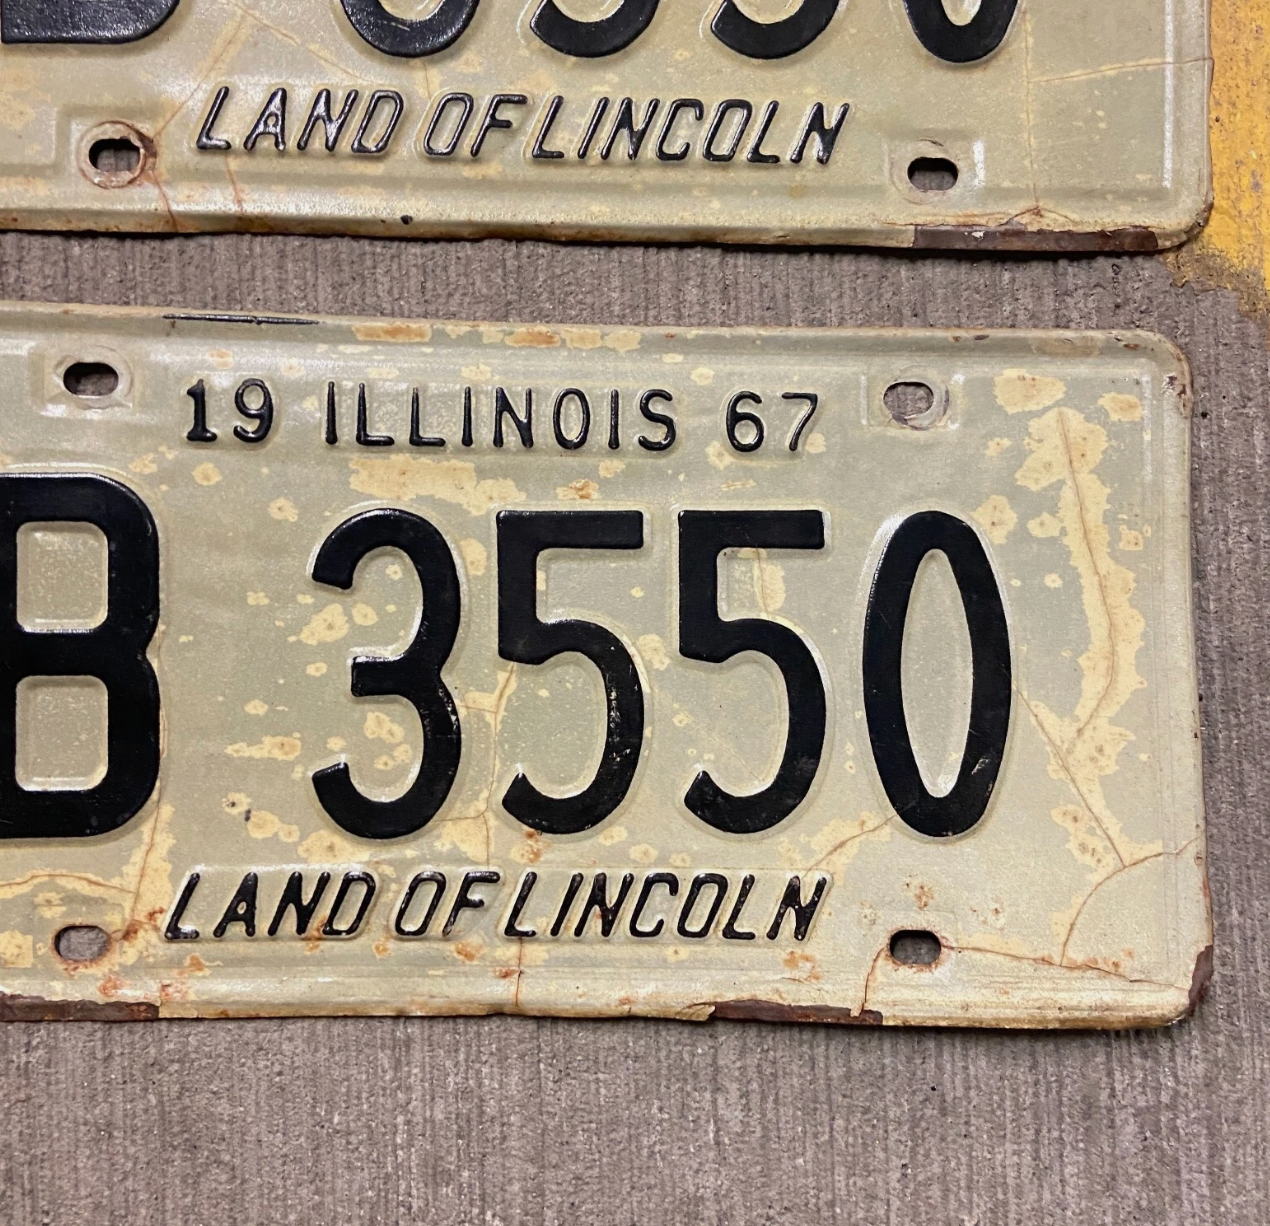 LAND OF LINCOLN
19 ILLINOIS 67
B 3550
LAND OF LINCOLN